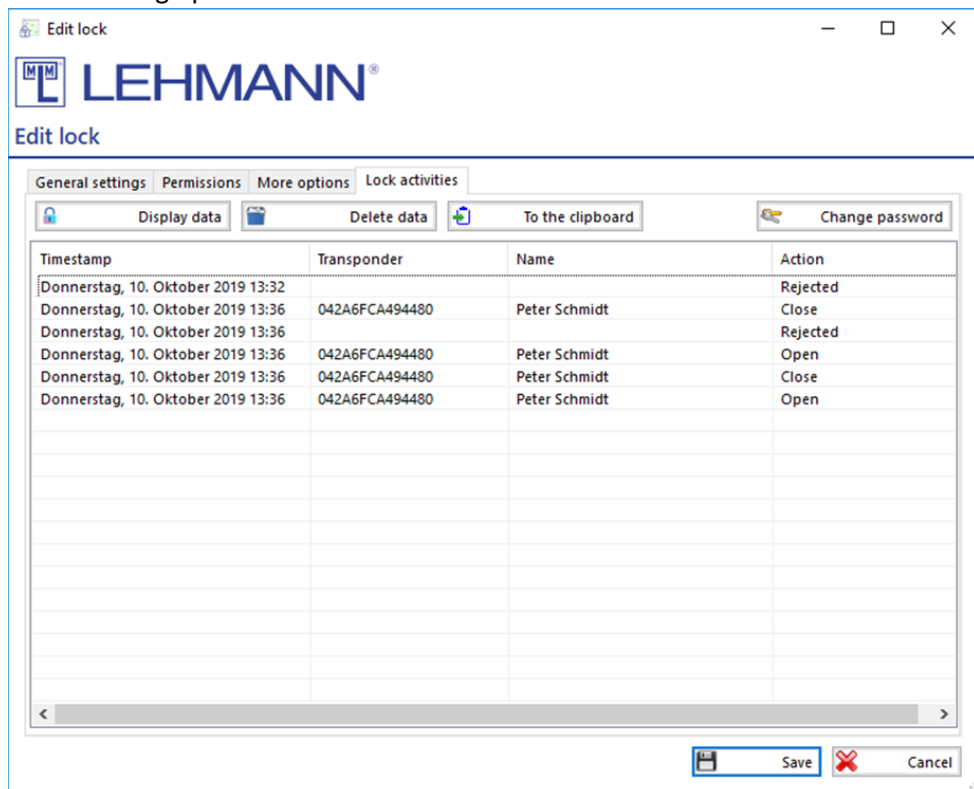 Edit lock
MLM LEHMANN®
Edit lock
General settings Permissions More options Lock activities
Display data Delete data To the clipboard Change password
Timestamp Transponder Name Action
Donnerstag, 10. Oktober 2019 13:32 Rejected
Donnerstag, 10. Oktober 2019 13:36 042A6FCA494480 Peter Schmidt Close
Donnerstag, 10. Oktober 2019 13:36 Rejected
Donnerstag, 10. Oktober 2019 13:36 042A6FCA494480 Peter Schmidt Open
Donnerstag, 10. Oktober 2019 13:36 042A6FCA494480 Peter Schmidt Close
Donnerstag, 10. Oktober 2019 13:36 042A6FCA494480 Peter Schmidt Open
Save Cancel